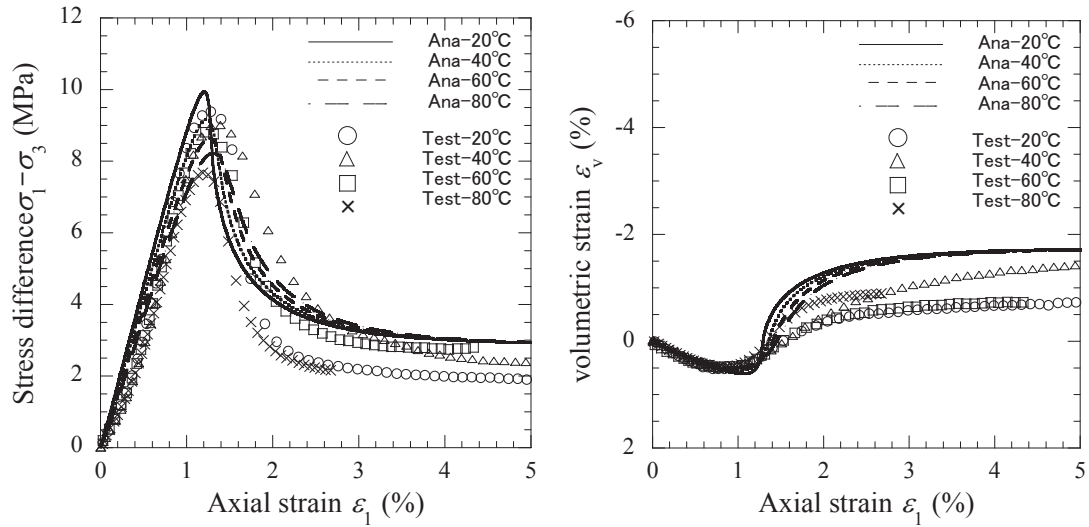 Stress difference σ₁−σ₃ (MPa)
12
10
8
6
4
2
0
Ana−20℃
Ana−40℃
Ana−60℃
Ana−80℃
Test−20℃
Test−40℃
Test−60℃
Test−80℃
0 1 2 3 4 5
Axial strain ε₁ (%)
volumetric strain εᵥ (%)
-6
-4
-2
0
2
Ana−20℃
Ana−40℃
Ana−60℃
Ana−80℃
Test−20℃
Test−40℃
Test−60℃
Test−80℃
0 1 2 3 4 5
Axial strain ε₁ (%)